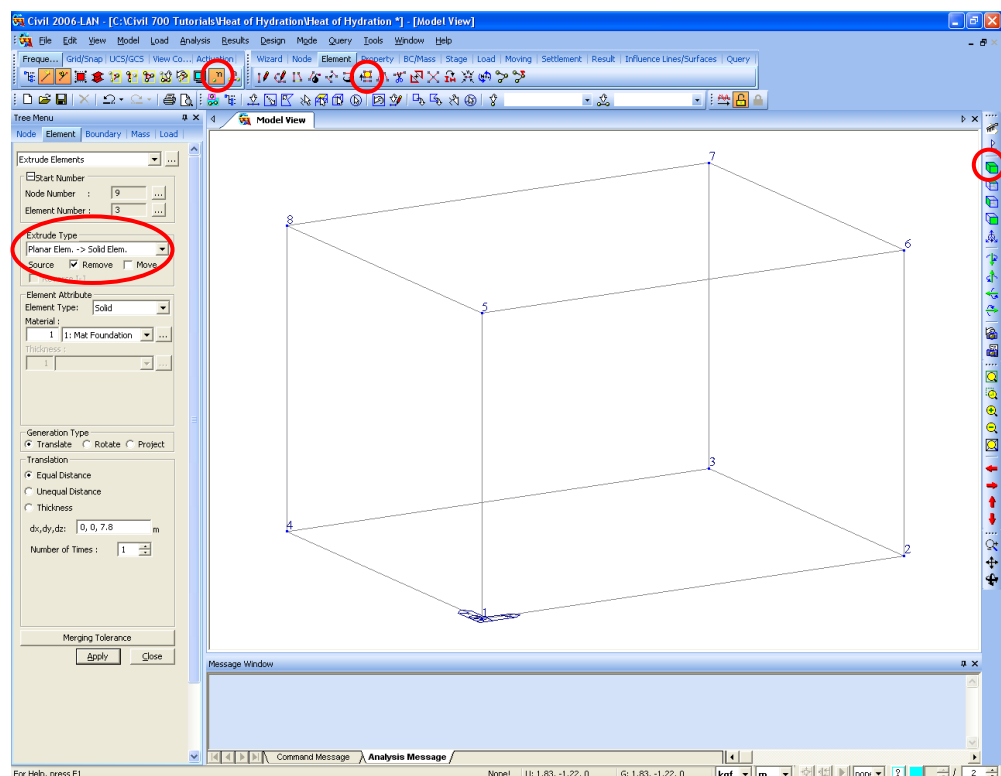 Civil 2006-LAN - [C:\Civil 700 Tutorials\Heat of Hydration\Heat of Hydration *] - [Model View]
File Edit View Model Load Analysis Results Design Mode Query Tools Window Help
Freque... Grid/Snap UCS/GCS View Co... Activation Wizard Node Element Property BC/Mass Stage Load Moving Settlement Result Influence Lines/Surfaces Query
Tree Menu
Model View
Node Element Boundary Mass Load
Extrude Elements
Start Number
Node Number : 9
Element Number : 3
Extrude Type
Planar Elem. -> Solid Elem.
Source Remove Move
Element Attribute
Element Type: Solid
Material :
1 1: Mat Foundation
Thickness :
1
Generation Type
Translate Rotate Project
Translation
Equal Distance
Unequal Distance
Thickness
dx,dy,dz: 0, 0, 7.8 m
Number of Times : 1
Merging Tolerance
Apply Close
7
8
6
5
3
4
2
1
Message Window
Command Message Analysis Message
For Help, press F1
None! U: 1.83, -1.22, 0 G: 1.83, -1.22, 0 kgf m none ? / 2